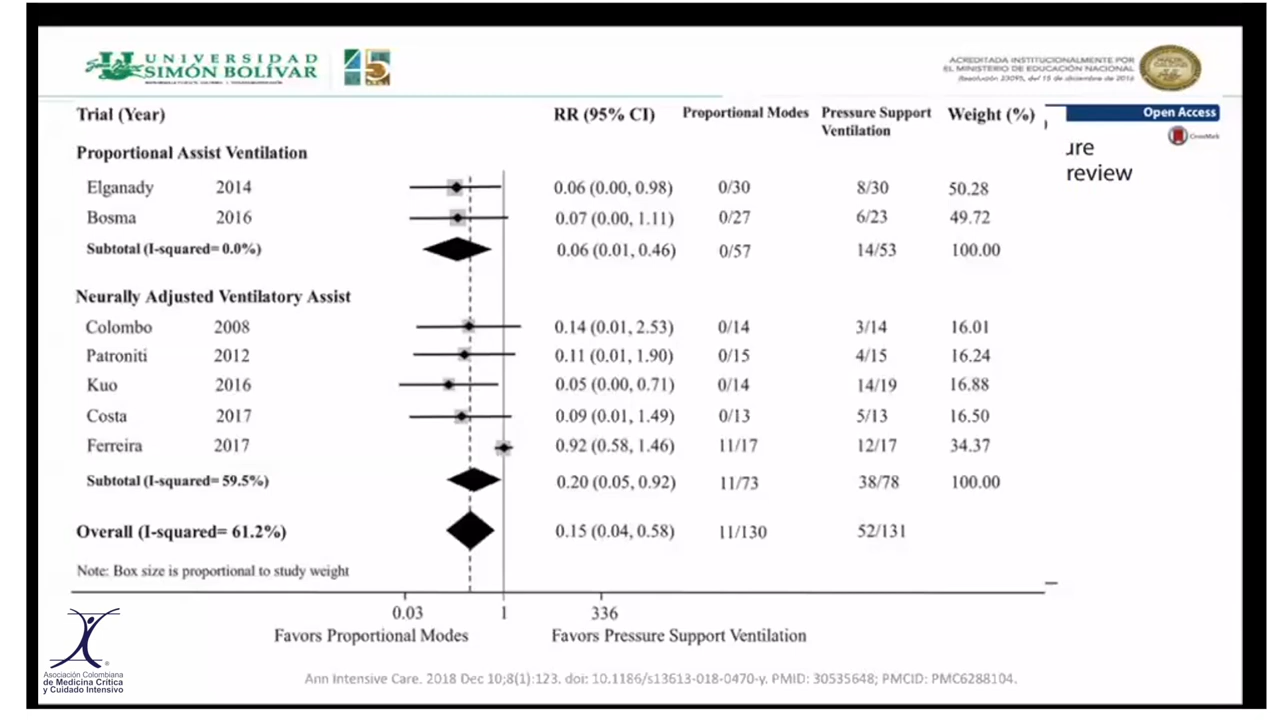 UNIVERSIDAD
SIMÓN BOLÍVAR
45
ACREDITADA INSTITUCIONALMENTE POR
EL MINISTERIO DE EDUCACIÓN NACIONAL
Resolución 23095, del 15 de diciembre de 2016
Trial (Year) RR (95% CI) Proportional Modes Pressure Support Ventilation Weight (%)
Open Access
CrossMark
ure
review
Proportional Assist Ventilation
Elganady 2014 0.06 (0.00, 0.98) 0/30 8/30 50.28
Bosma 2016 0.07 (0.00, 1.11) 0/27 6/23 49.72
Subtotal (I-squared= 0.0%) 0.06 (0.01, 0.46) 0/57 14/53 100.00
Neurally Adjusted Ventilatory Assist
Colombo 2008 0.14 (0.01, 2.53) 0/14 3/14 16.01
Patroniti 2012 0.11 (0.01, 1.90) 0/15 4/15 16.24
Kuo 2016 0.05 (0.00, 0.71) 0/14 14/19 16.88
Costa 2017 0.09 (0.01, 1.49) 0/13 5/13 16.50
Ferreira 2017 0.92 (0.58, 1.46) 11/17 12/17 34.37
Subtotal (I-squared= 59.5%) 0.20 (0.05, 0.92) 11/73 38/78 100.00
Overall (I-squared= 61.2%) 0.15 (0.04, 0.58) 11/130 52/131
Note: Box size is proportional to study weight
0.03 1 336
Favors Proportional Modes Favors Pressure Support Ventilation
Asociación Colombiana
de Medicina Crítica
y Cuidado Intensivo
Ann Intensive Care. 2018 Dec 10;8(1):123. doi: 10.1186/s13613-018-0470-y. PMID: 30535648; PMCID: PMC6288104.